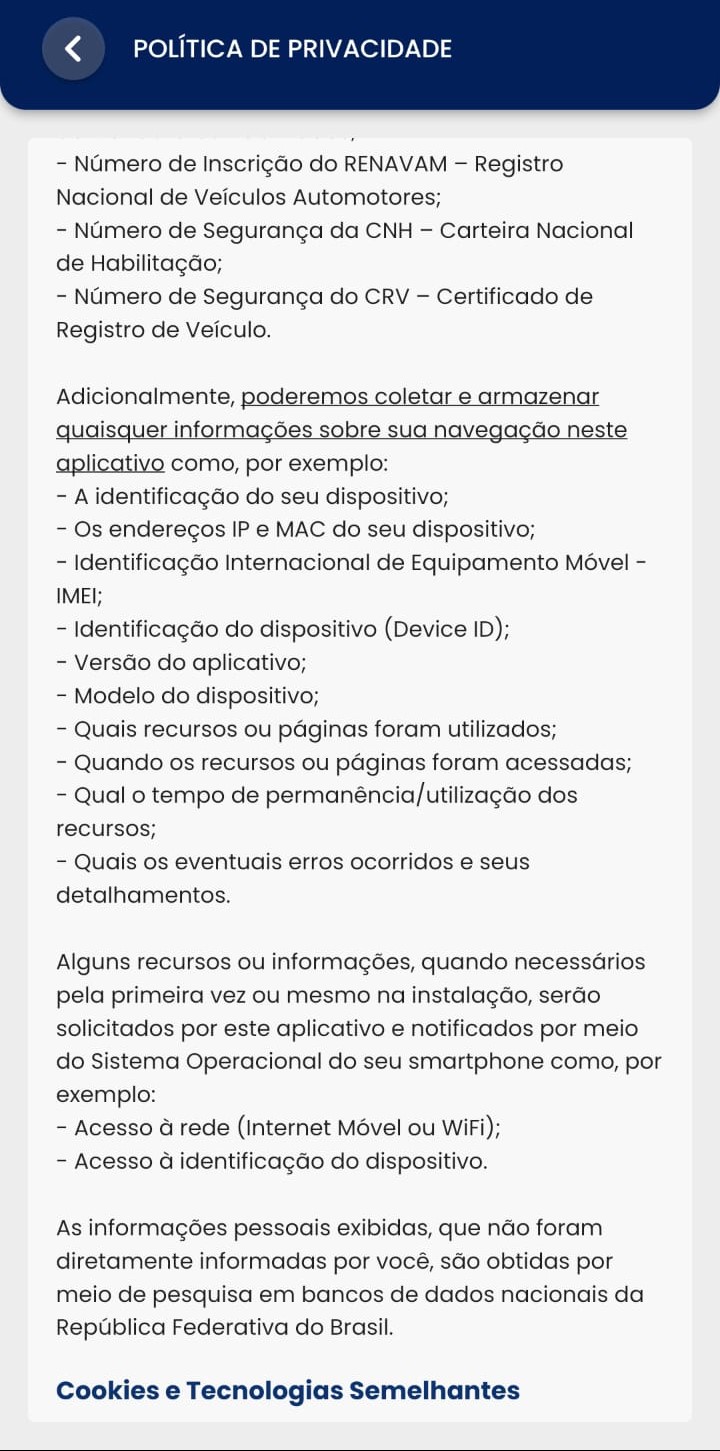 POLÍTICA DE PRIVACIDADE
- Número de Inscrição do RENAVAM – Registro
Nacional de Veículos Automotores;
- Número de Segurança da CNH – Carteira Nacional
de Habilitação;
- Número de Segurança do CRV – Certificado de
Registro de Veículo.
Adicionalmente, poderemos coletar e armazenar
quaisquer informações sobre sua navegação neste
aplicativo como, por exemplo:
- A identificação do seu dispositivo;
- Os endereços IP e MAC do seu dispositivo;
- Identificação Internacional de Equipamento Móvel -
IMEI;
- Identificação do dispositivo (Device ID);
- Versão do aplicativo;
- Modelo do dispositivo;
- Quais recursos ou páginas foram utilizados;
- Quando os recursos ou páginas foram acessadas;
- Qual o tempo de permanência/utilização dos
recursos;
- Quais os eventuais erros ocorridos e seus
detalhamentos.
Alguns recursos ou informações, quando necessários
pela primeira vez ou mesmo na instalação, serão
solicitados por este aplicativo e notificados por meio
do Sistema Operacional do seu smartphone como, por
exemplo:
- Acesso à rede (Internet Móvel ou WiFi);
- Acesso à identificação do dispositivo.
As informações pessoais exibidas, que não foram
diretamente informadas por você, são obtidas por
meio de pesquisa em bancos de dados nacionais da
República Federativa do Brasil.
Cookies e Tecnologias Semelhantes